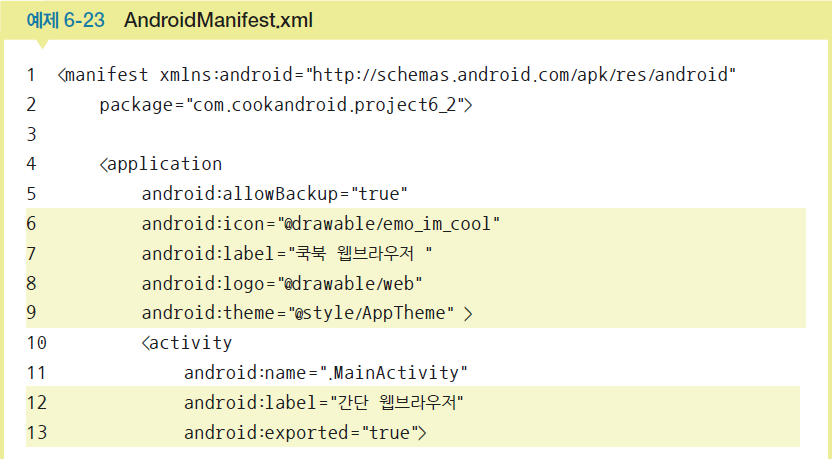 예제 6-23 AndroidManifest.xml
1 <manifest xmlns:android="http://schemas.android.com/apk/res/android"
2 package="com.cookandroid.project6_2">
3
4 <application
5 android:allowBackup="true"
6 android:icon="@drawable/emo_im_cool"
7 android:label="쿡북 웹브라우저 "
8 android:logo="@drawable/web"
9 android:theme="@style/AppTheme" >
10 <activity
11 android:name=".MainActivity"
12 android:label="간단 웹브라우저"
13 android:exported="true">